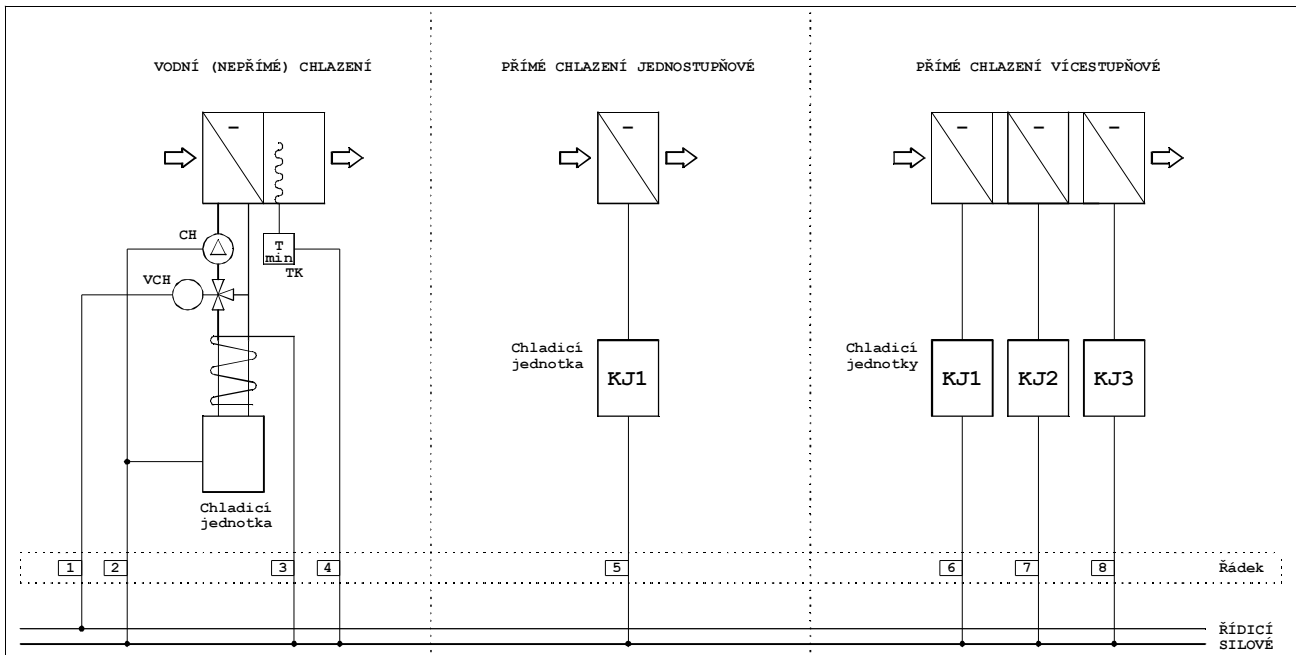 VODNÍ (NEPŘÍMÉ) CHLAZENÍ
PŘÍMÉ CHLAZENÍ JEDNOSTUPŇOVÉ
PŘÍMÉ CHLAZENÍ VÍCESTUPŇOVÉ
CH
T
min
TK
VCH
Chladicí
jednotka
Chladicí
jednotka
KJ1
Chladicí
jednotky
KJ1
KJ2
KJ3
1
2
3
4
5
6
7
8
Řádek
ŘÍDICÍ
SILOVÉ